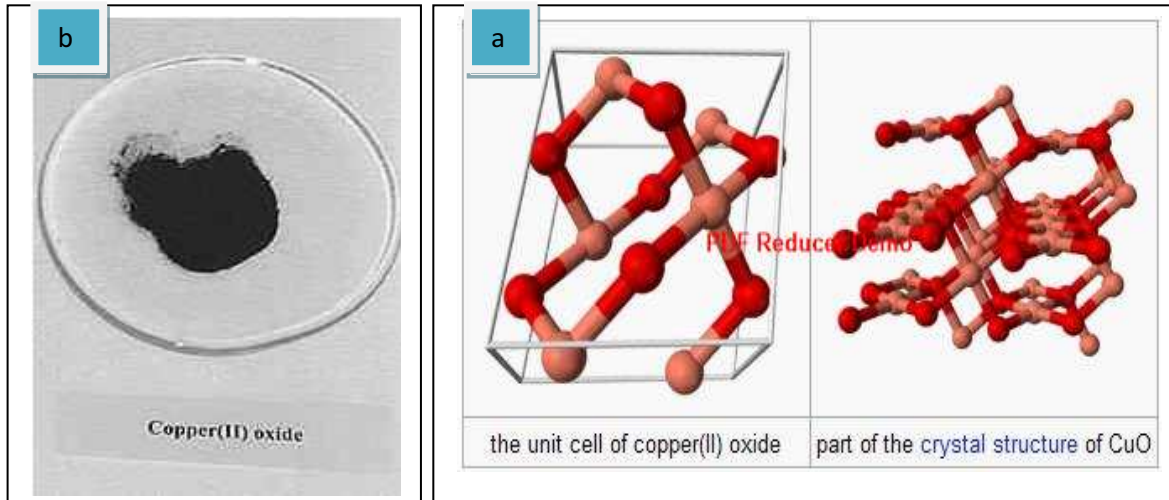 b
Copper(II) oxide
a
PDF Reducer Demo
the unit cell of copper(II) oxide
part of the crystal structure of CuO